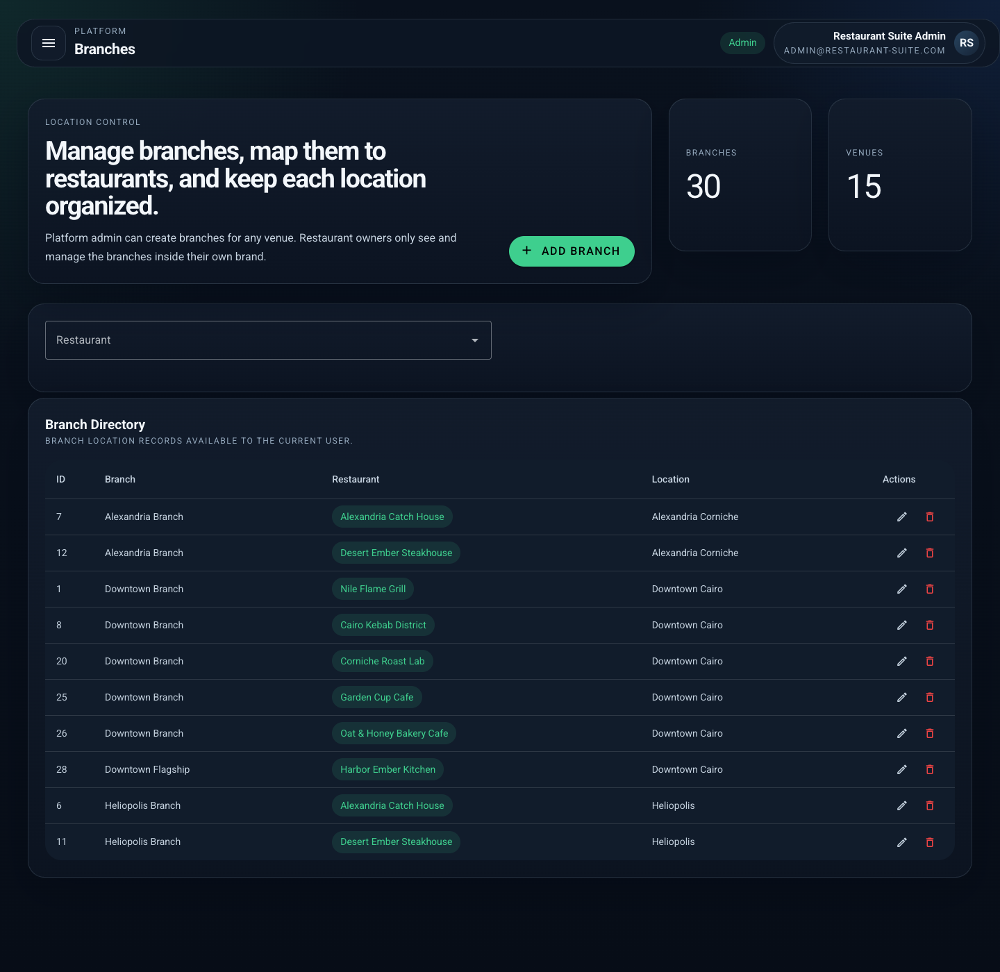 PLATFORM
Branches
Admin
Restaurant Suite Admin
ADMIN@RESTAURANT-SUITE.COM
RS
LOCATION CONTROL
Manage branches, map them to
restaurants, and keep each location
organized.
Platform admin can create branches for any venue. Restaurant owners only see and
manage the branches inside their own brand.
+ ADD BRANCH
BRANCHES
30
VENUES
15
Restaurant
Branch Directory
BRANCH LOCATION RECORDS AVAILABLE TO THE CURRENT USER.
ID Branch Restaurant Location Actions
7 Alexandria Branch Alexandria Catch House Alexandria Corniche
12 Alexandria Branch Desert Ember Steakhouse Alexandria Corniche
1 Downtown Branch Nile Flame Grill Downtown Cairo
8 Downtown Branch Cairo Kebab District Downtown Cairo
20 Downtown Branch Corniche Roast Lab Downtown Cairo
25 Downtown Branch Garden Cup Cafe Downtown Cairo
26 Downtown Branch Oat & Honey Bakery Cafe Downtown Cairo
28 Downtown Flagship Harbor Ember Kitchen Downtown Cairo
6 Heliopolis Branch Alexandria Catch House Heliopolis
11 Heliopolis Branch Desert Ember Steakhouse Heliopolis